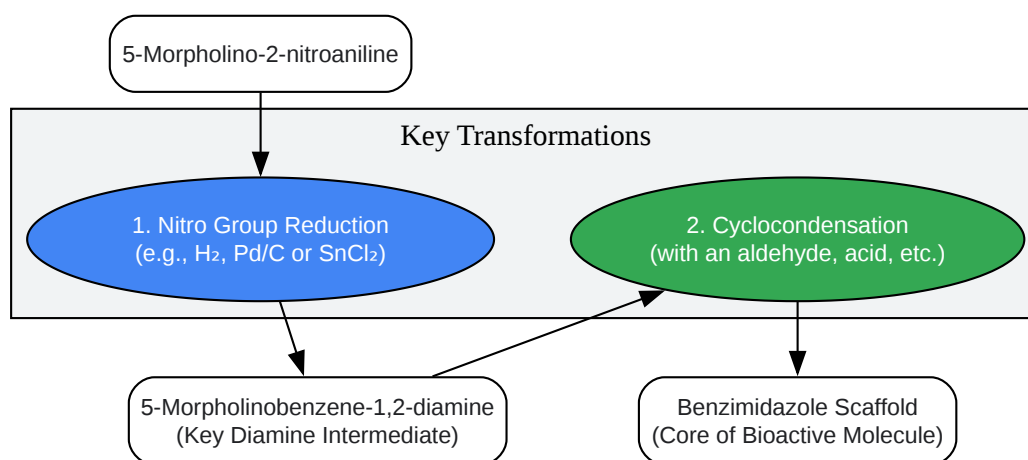 5-Morpholino-2-nitroaniline
Key Transformations
1. Nitro Group Reduction
(e.g., H₂, Pd/C or SnCl₂)
2. Cyclocondensation
(with an aldehyde, acid, etc.)
5-Morpholinobenzene-1,2-diamine
(Key Diamine Intermediate)
Benzimidazole Scaffold
(Core of Bioactive Molecule)